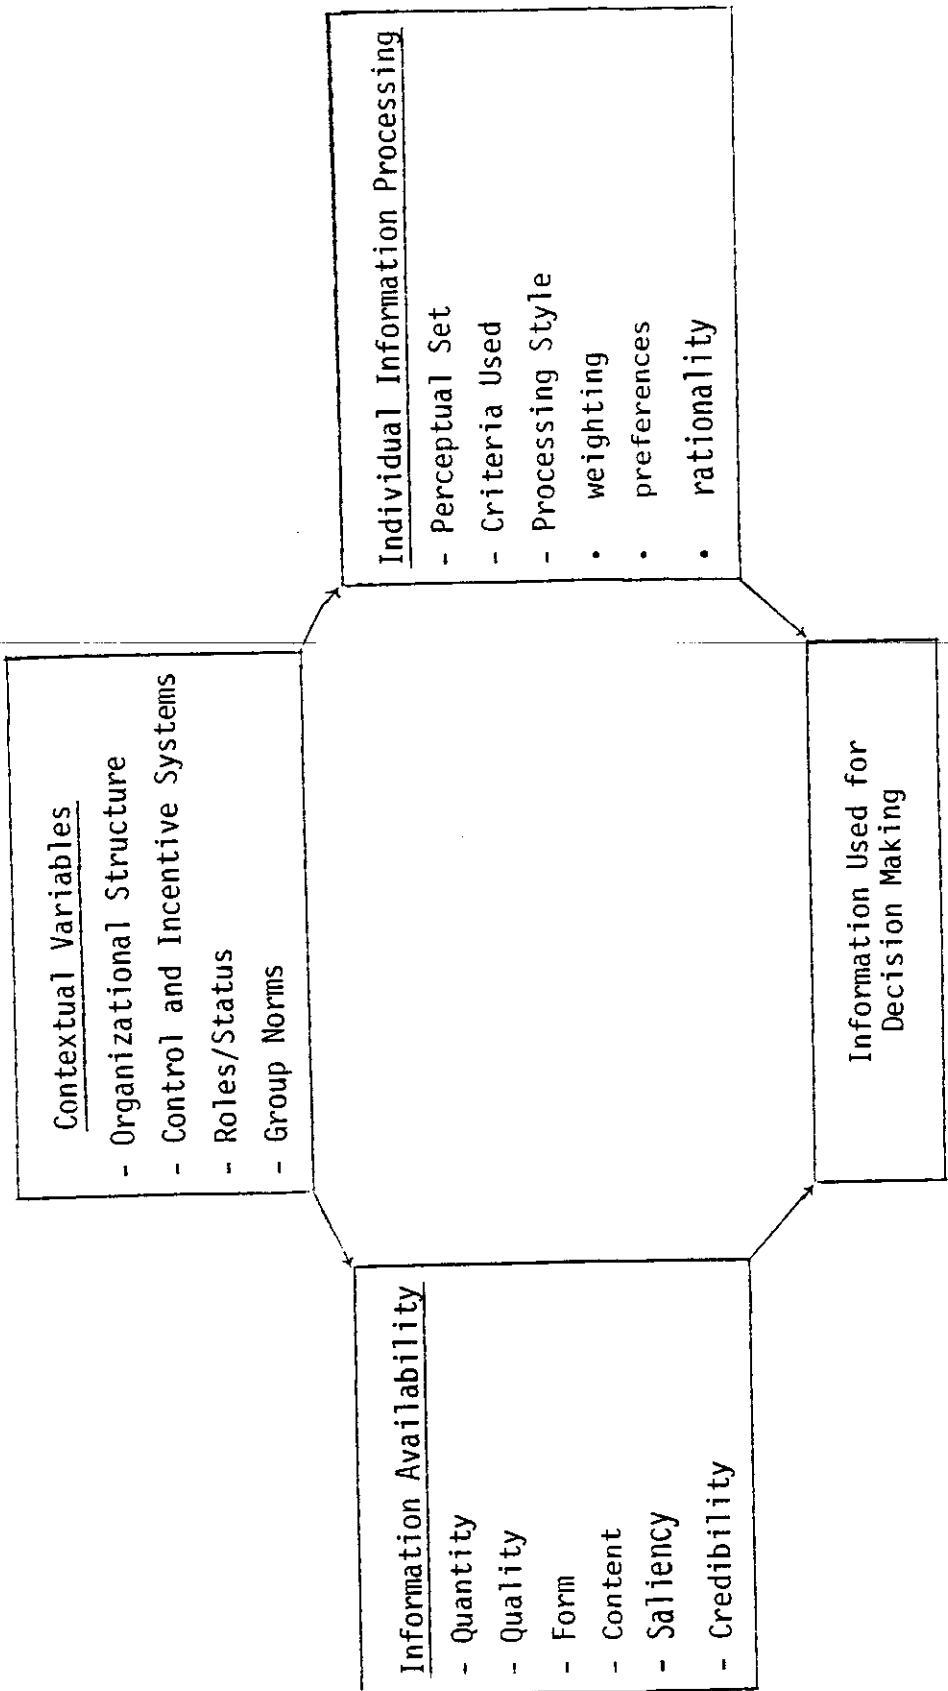 Contextual Variables
- Organizational Structure
- Control and Incentive Systems
- Roles/Status
- Group Norms
Information Availability
- Quantity
- Quality
- Form
- Content
- Saliency
- Credibility
Individual Information Processing
- Perceptual Set
- Criteria Used
- Processing Style
• weighting
• preferences
• rationality
Information Used for
Decision Making